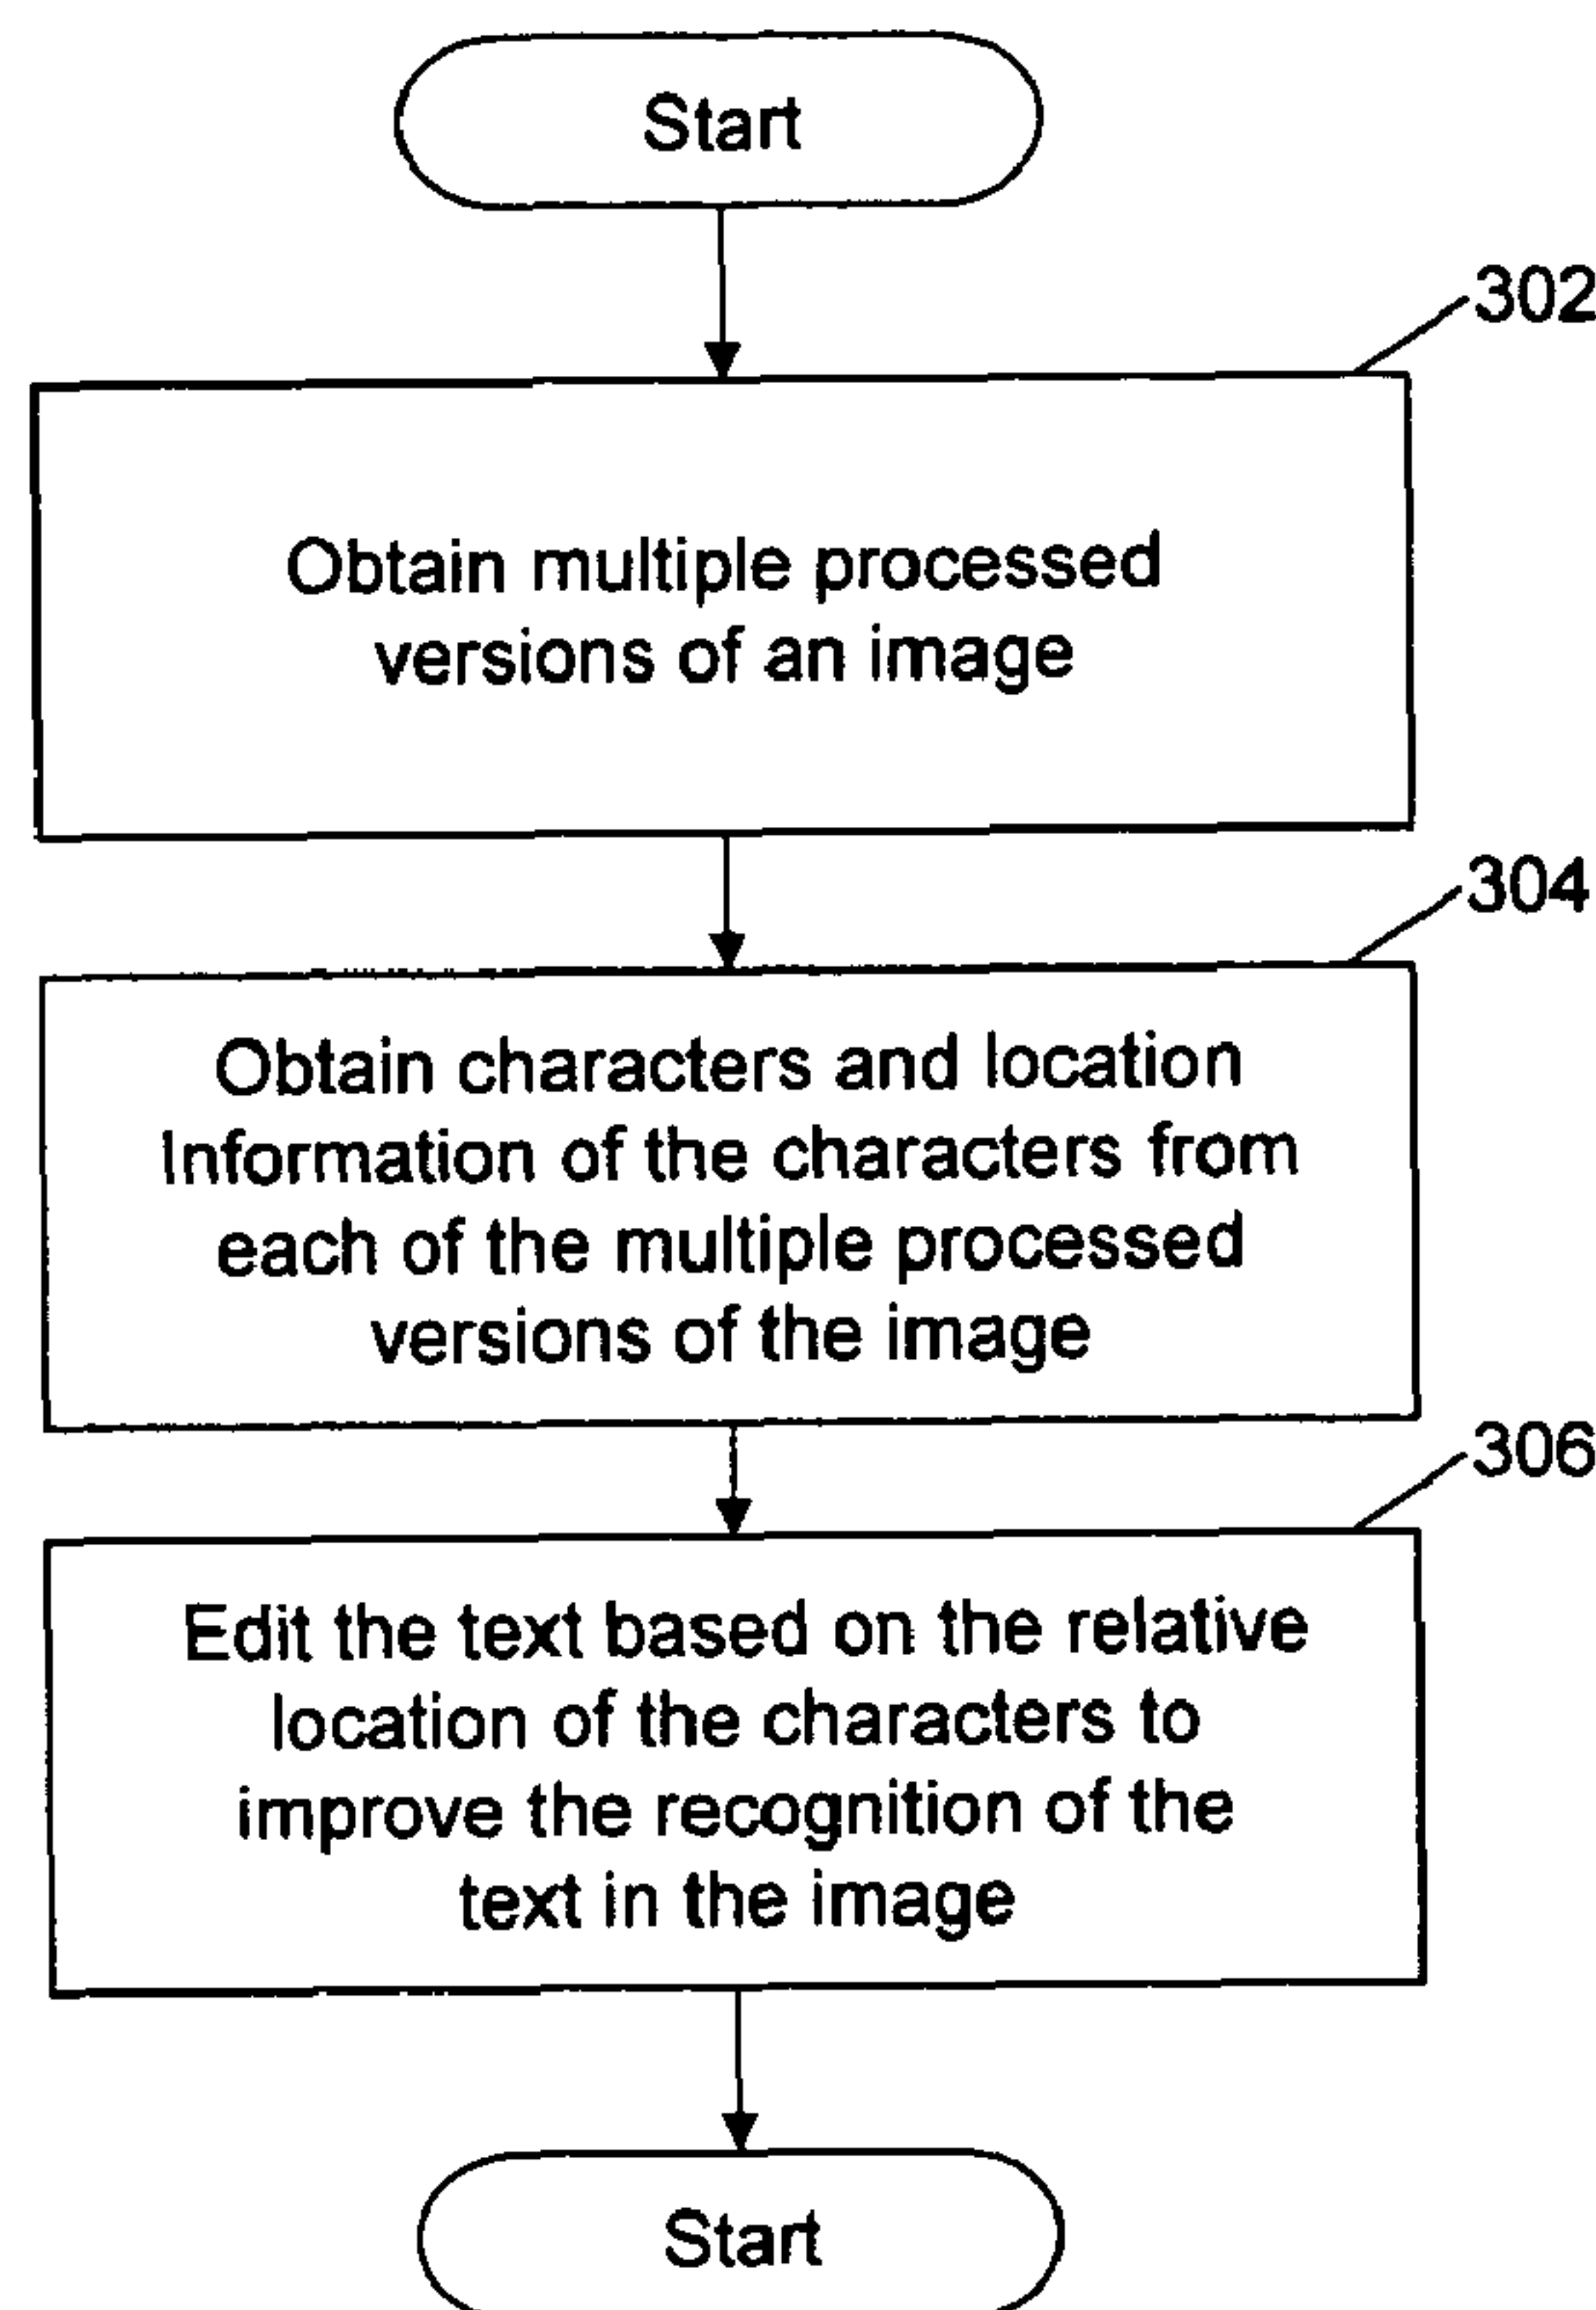 Start
302
Obtain multiple processed
versions of an image
304
Obtain characters and location
Information of the characters from
each of the multiple processed
versions of the image
306
Edit the text based on the relative
location of the characters to
improve the recognition of the
text in the image
Start